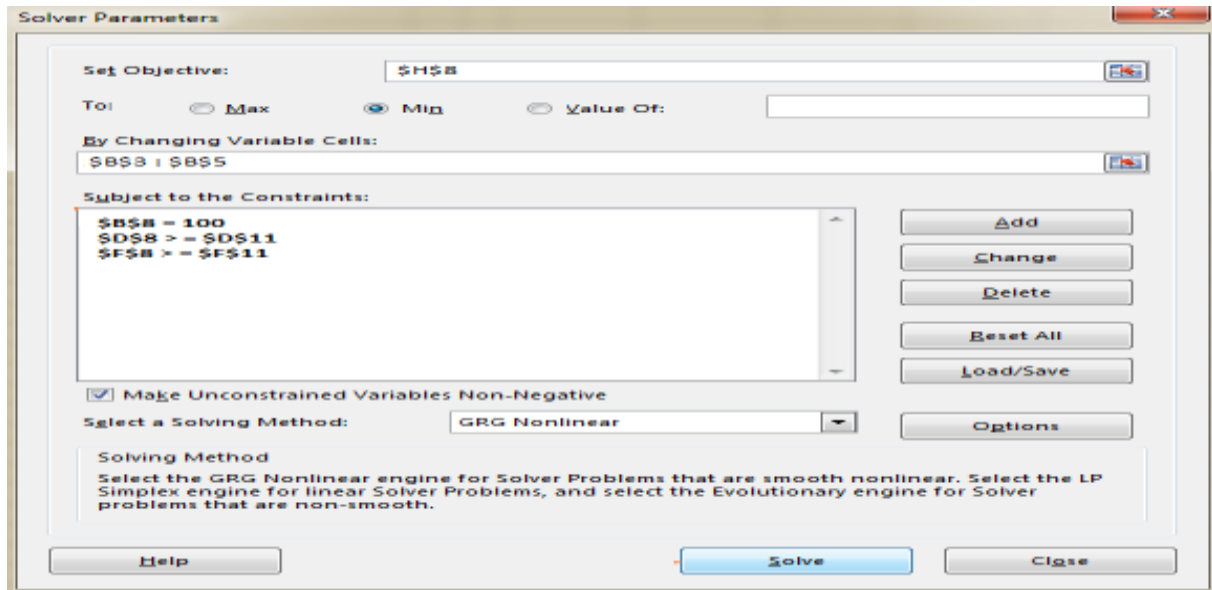 Solver Parameters
Set Objective: $H$8
To: Max Min Value Of:
By Changing Variable Cells:
$B$3 : $B$5
Subject to the Constraints:
$B$8 = 100
$D$8 > = $D$11
$F$8 > = $F$11
Add
Change
Delete
Reset All
Load/Save
Make Unconstrained Variables Non-Negative
Select a Solving Method: GRG Nonlinear
Options
Solving Method
Select the GRG Nonlinear engine for Solver Problems that are smooth nonlinear. Select the LP
Simplex engine for linear Solver Problems, and select the Evolutionary engine for Solver
problems that are non-smooth.
Help Solve Close